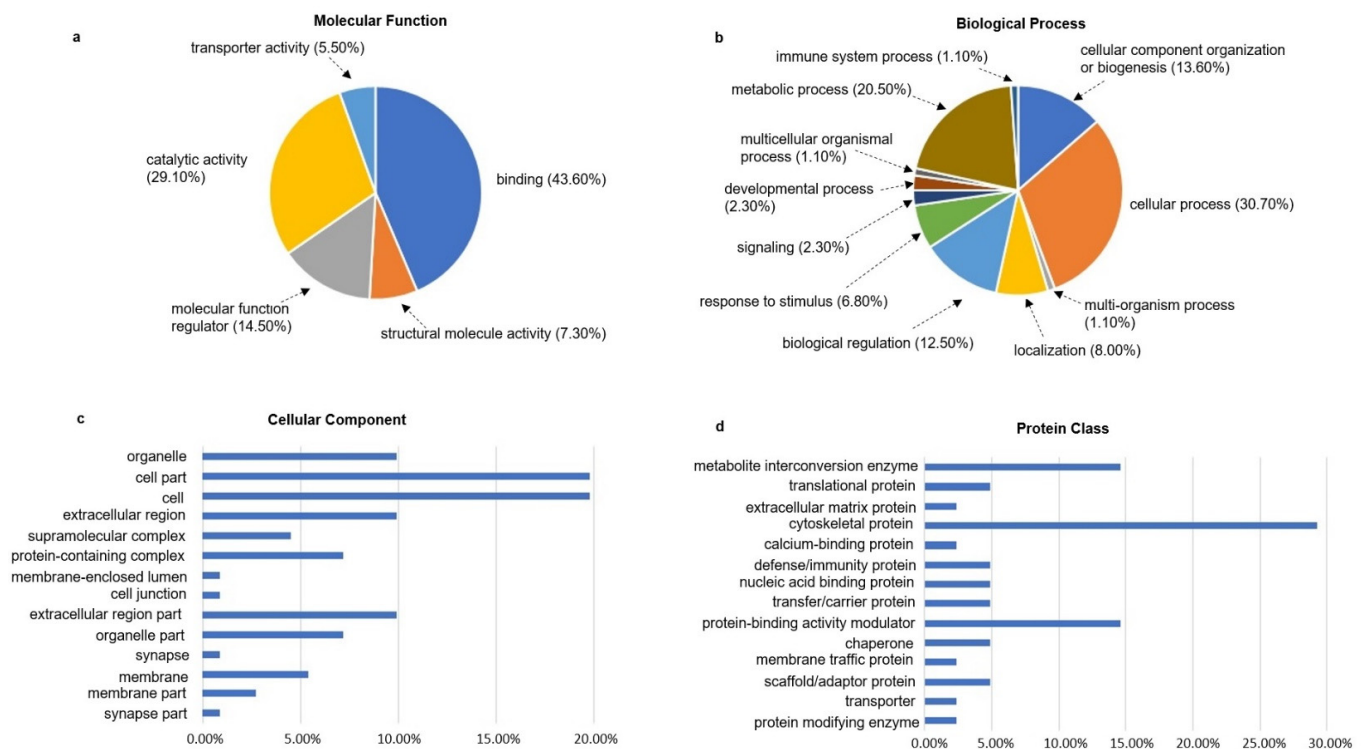 Molecular Function
a
transporter activity (5.50%)
catalytic activity
(29.10%)
binding (43.60%)
molecular function
regulator (14.50%)
structural molecule activity (7.30%)
Biological Process
b
immune system process (1.10%)
cellular component organization
or biogenesis (13.60%)
metabolic process (20.50%)
multicellular organismal
process (1.10%)
developmental process
(2.30%)
cellular process (30.70%)
signaling (2.30%)
response to stimulus (6.80%)
multi-organism process
(1.10%)
biological regulation (12.50%)
localization (8.00%)
c
Cellular Component
organelle
cell part
cell
extracellular region
supramolecular complex
protein-containing complex
membrane-enclosed lumen
cell junction
extracellular region part
organelle part
synapse
membrane
membrane part
synapse part
0.00% 5.00% 10.00% 15.00% 20.00%
d
Protein Class
metabolite interconversion enzyme
translational protein
extracellular matrix protein
cytoskeletal protein
calcium-binding protein
defense/immunity protein
nucleic acid binding protein
transfer/carrier protein
protein-binding activity modulator
chaperone
membrane traffic protein
scaffold/adaptor protein
transporter
protein modifying enzyme
0.00% 5.00% 10.00% 15.00% 20.00% 25.00% 30.00%